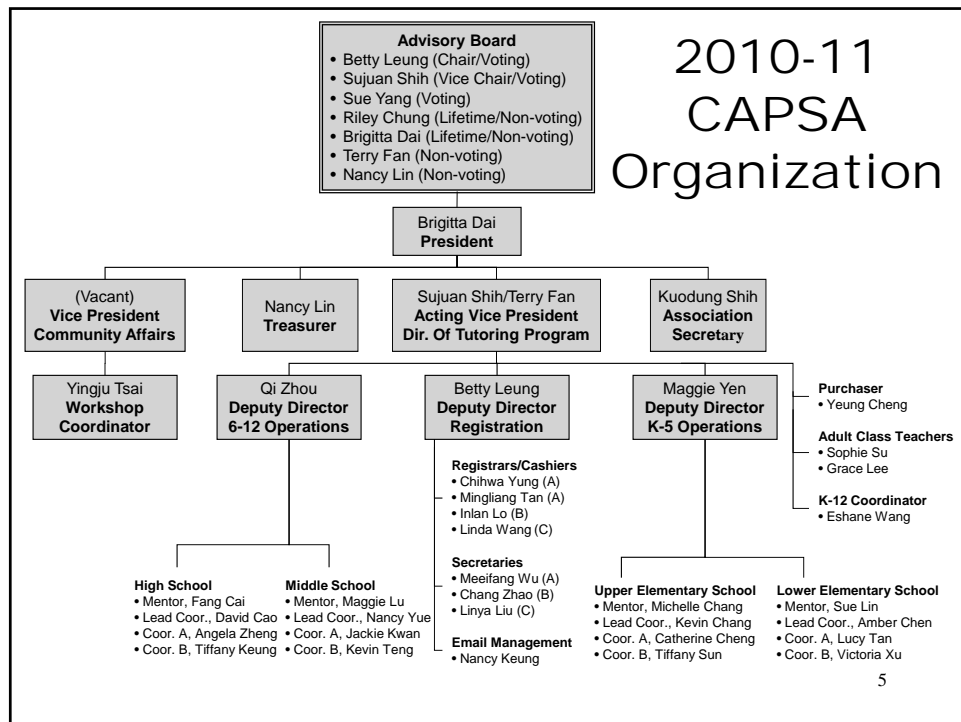 2010-11
CAPSA
Organization
Advisory Board
• Betty Leung (Chair/Voting)
• Sujuan Shih (Vice Chair/Voting)
• Sue Yang (Voting)
• Riley Chung (Lifetime/Non-voting)
• Brigitta Dai (Lifetime/Non-voting)
• Terry Fan (Non-voting)
• Nancy Lin (Non-voting)
Brigitta Dai
President
(Vacant)
Vice President
Community Affairs
Nancy Lin
Treasurer
Sujuan Shih/Terry Fan
Acting Vice President
Dir. Of Tutoring Program
Kuodung Shih
Association
Secretary
Yingju Tsai
Workshop
Coordinator
Qi Zhou
Deputy Director
6-12 Operations
Betty Leung
Deputy Director
Registration
Maggie Yen
Deputy Director
K-5 Operations
Purchaser
• Yeung Cheng
Adult Class Teachers
• Sophie Su
• Grace Lee
K-12 Coordinator
• Eshane Wang
Registrars/Cashiers
• Chihwa Yung (A)
• Mingliang Tan (A)
• Inlan Lo (B)
• Linda Wang (C)
Secretaries
• Meeifang Wu (A)
• Chang Zhao (B)
• Linya Liu (C)
Email Management
• Nancy Keung
High School
• Mentor, Fang Cai
• Lead Coor., David Cao
• Coor. A, Angela Zheng
• Coor. B, Tiffany Keung
Middle School
• Mentor, Maggie Lu
• Lead Coor., Nancy Yue
• Coor. A, Jackie Kwan
• Coor. B, Kevin Teng
Upper Elementary School
• Mentor, Michelle Chang
• Lead Coor., Kevin Chang
• Coor. A, Catherine Cheng
• Coor. B, Tiffany Sun
Lower Elementary School
• Mentor, Sue Lin
• Lead Coor., Amber Chen
• Coor. A, Lucy Tan
• Coor. B, Victoria Xu
5